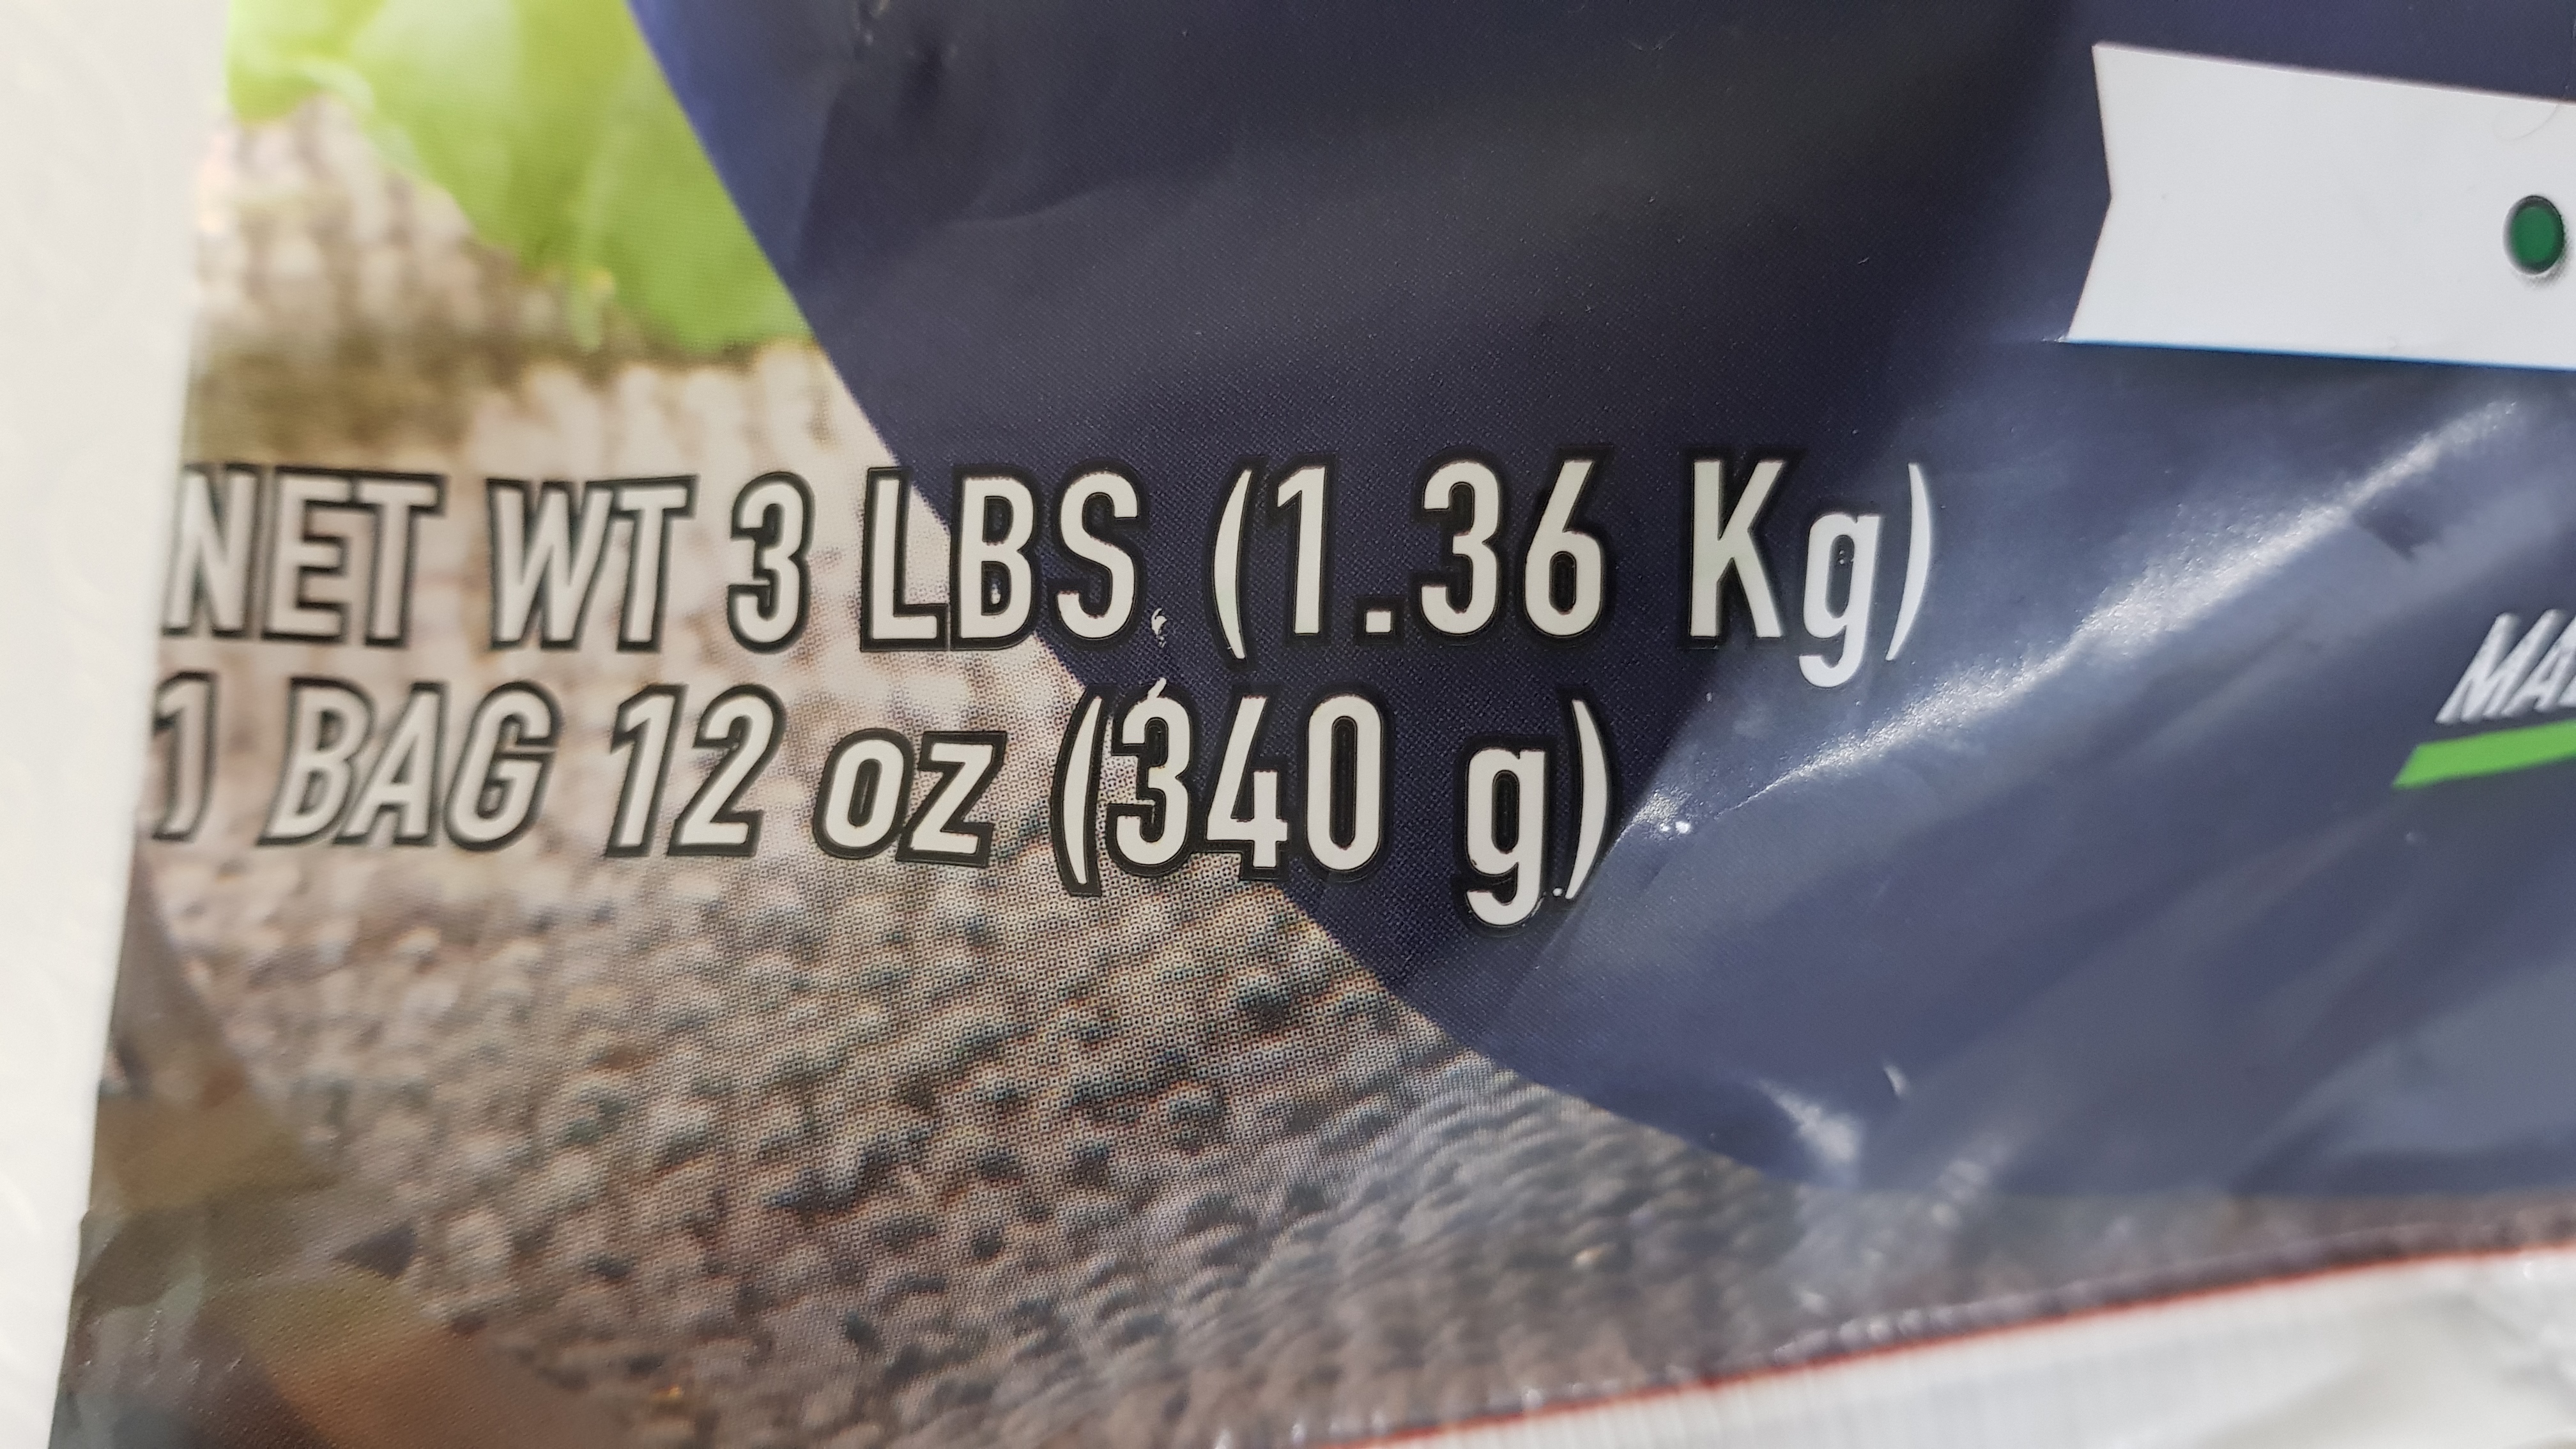 NET WT 3 LBS (1.36 Kg)
1 BAG 12 oz (340 g)